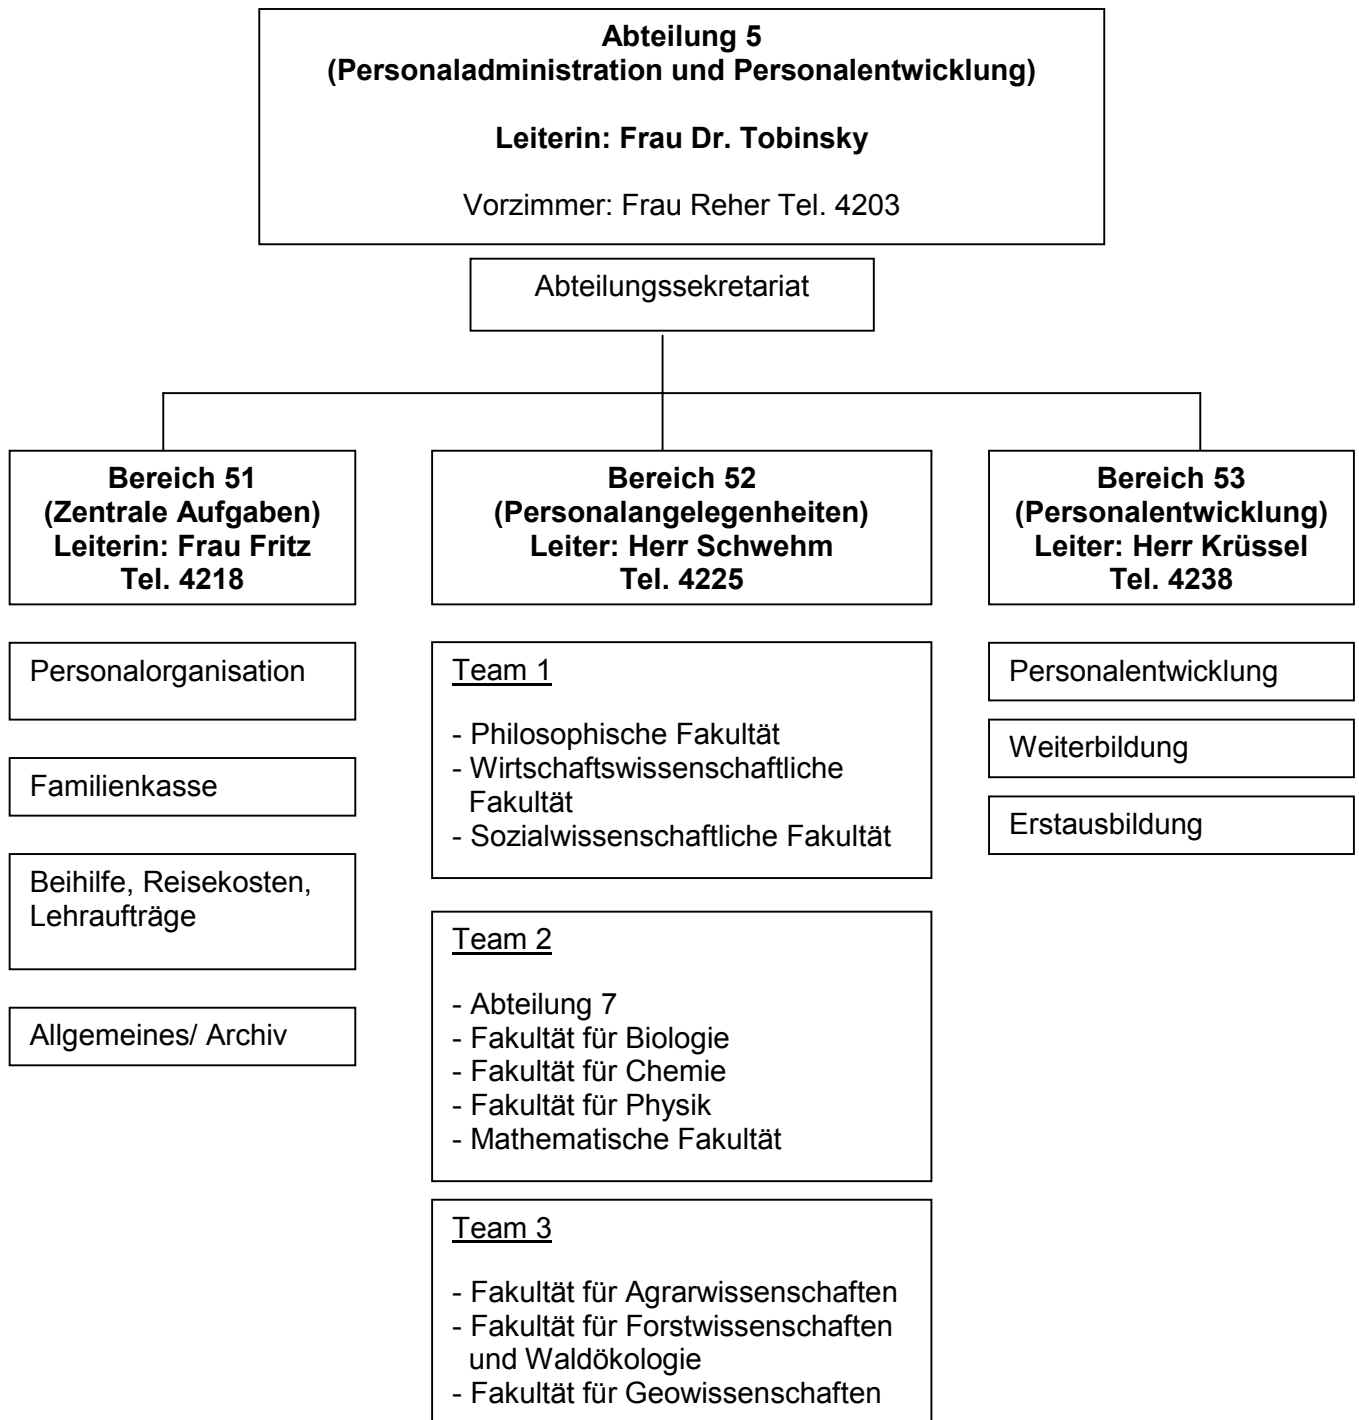 Abteilung 5
(Personaladministration und Personalentwicklung)
Leiterin: Frau Dr. Tobinsky
Vorzimmer: Frau Reher Tel. 4203
Abteilungssekretariat
Bereich 51
(Zentrale Aufgaben)
Leiterin: Frau Fritz
Tel. 4218
Personalorganisation
Familienkasse
Beihilfe, Reisekosten,
Lehraufträge
Allgemeines/ Archiv
Bereich 52
(Personalangelegenheiten)
Leiter: Herr Schwehm
Tel. 4225
Team 1
- Philosophische Fakultät
- Wirtschaftswissenschaftliche
Fakultät
- Sozialwissenschaftliche Fakultät
Team 2
- Abteilung 7
- Fakultät für Biologie
- Fakultät für Chemie
- Fakultät für Physik
- Mathematische Fakultät
Team 3
- Fakultät für Agrarwissenschaften
- Fakultät für Forstwissenschaften
und Waldökologie
- Fakultät für Geowissenschaften
Bereich 53
(Personalentwicklung)
Leiter: Herr Krüssel
Tel. 4238
Personalentwicklung
Weiterbildung
Erstausbildung